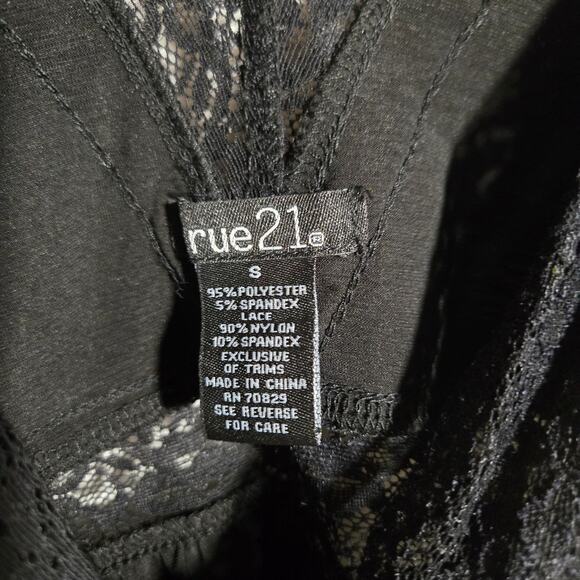 rue21®
S
95% POLYESTER
5% SPANDEX
LACE
90% NYLON
10% SPANDEX
EXCLUSIVE
OF TRIMS
MADE IN CHINA
RN 70829
SEE REVERSE
FOR CARE